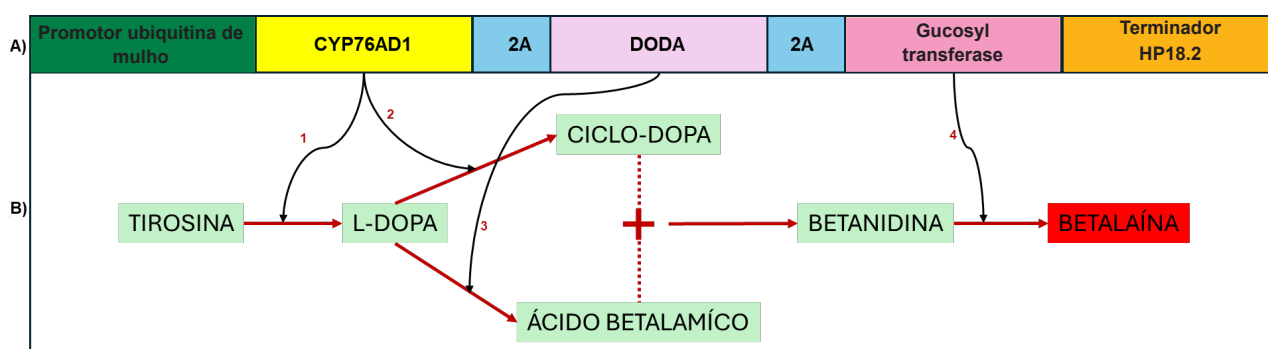 A)
Promotor ubiquitina de
mulho
CYP76AD1
2A
DODA
2A
Gucosyl
transferase
Terminador
HP18.2
1
2
4
CICLO-DOPA
B)
TIROSINA
L-DOPA
3
+
BETANIDINA
BETALAÍNA
ÁCIDO BETALAMÍCO